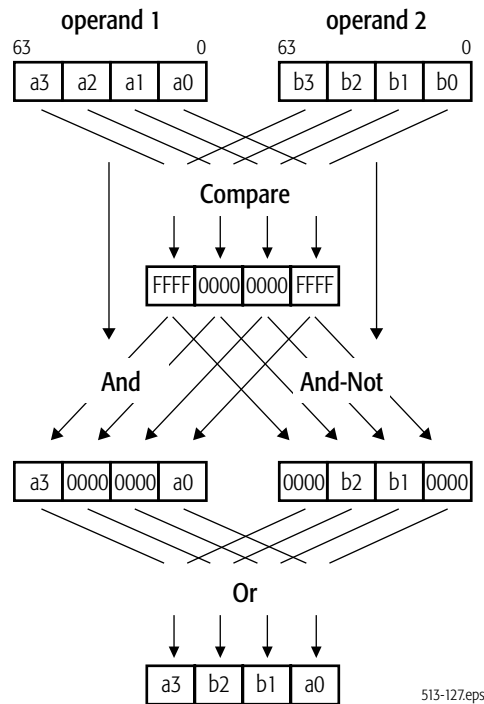 operand 1 operand 2
63 0 63 0
a3 a2 a1 a0 b3 b2 b1 b0
Compare
FFFF 0000 0000 FFFF
And And-Not
a3 0000 0000 a0 0000 b2 b1 0000
Or
a3 b2 b1 a0
513-127.eps